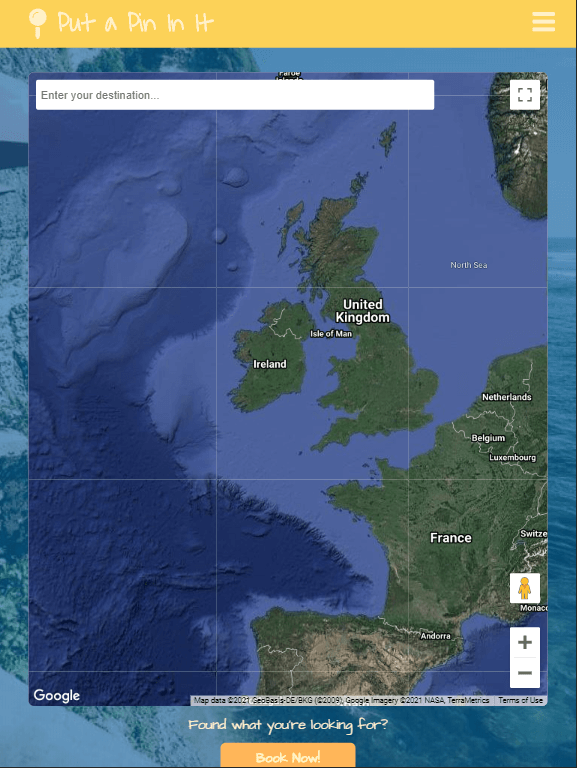 Put a Pin In It
Faroe
Islands
Enter your destination...
North Sea
United
Kingdom
Isle of Man
Ireland
Netherlands
Belgium
Luxembourg
France
Switze
Monaco
Andorra
Google
Map data ©2021 GeoBasis-DE/BKG (©2009), Google Imagery ©2021 NASA, TerraMetrics
Terms of Use
Found what you're looking for?
Book Now!